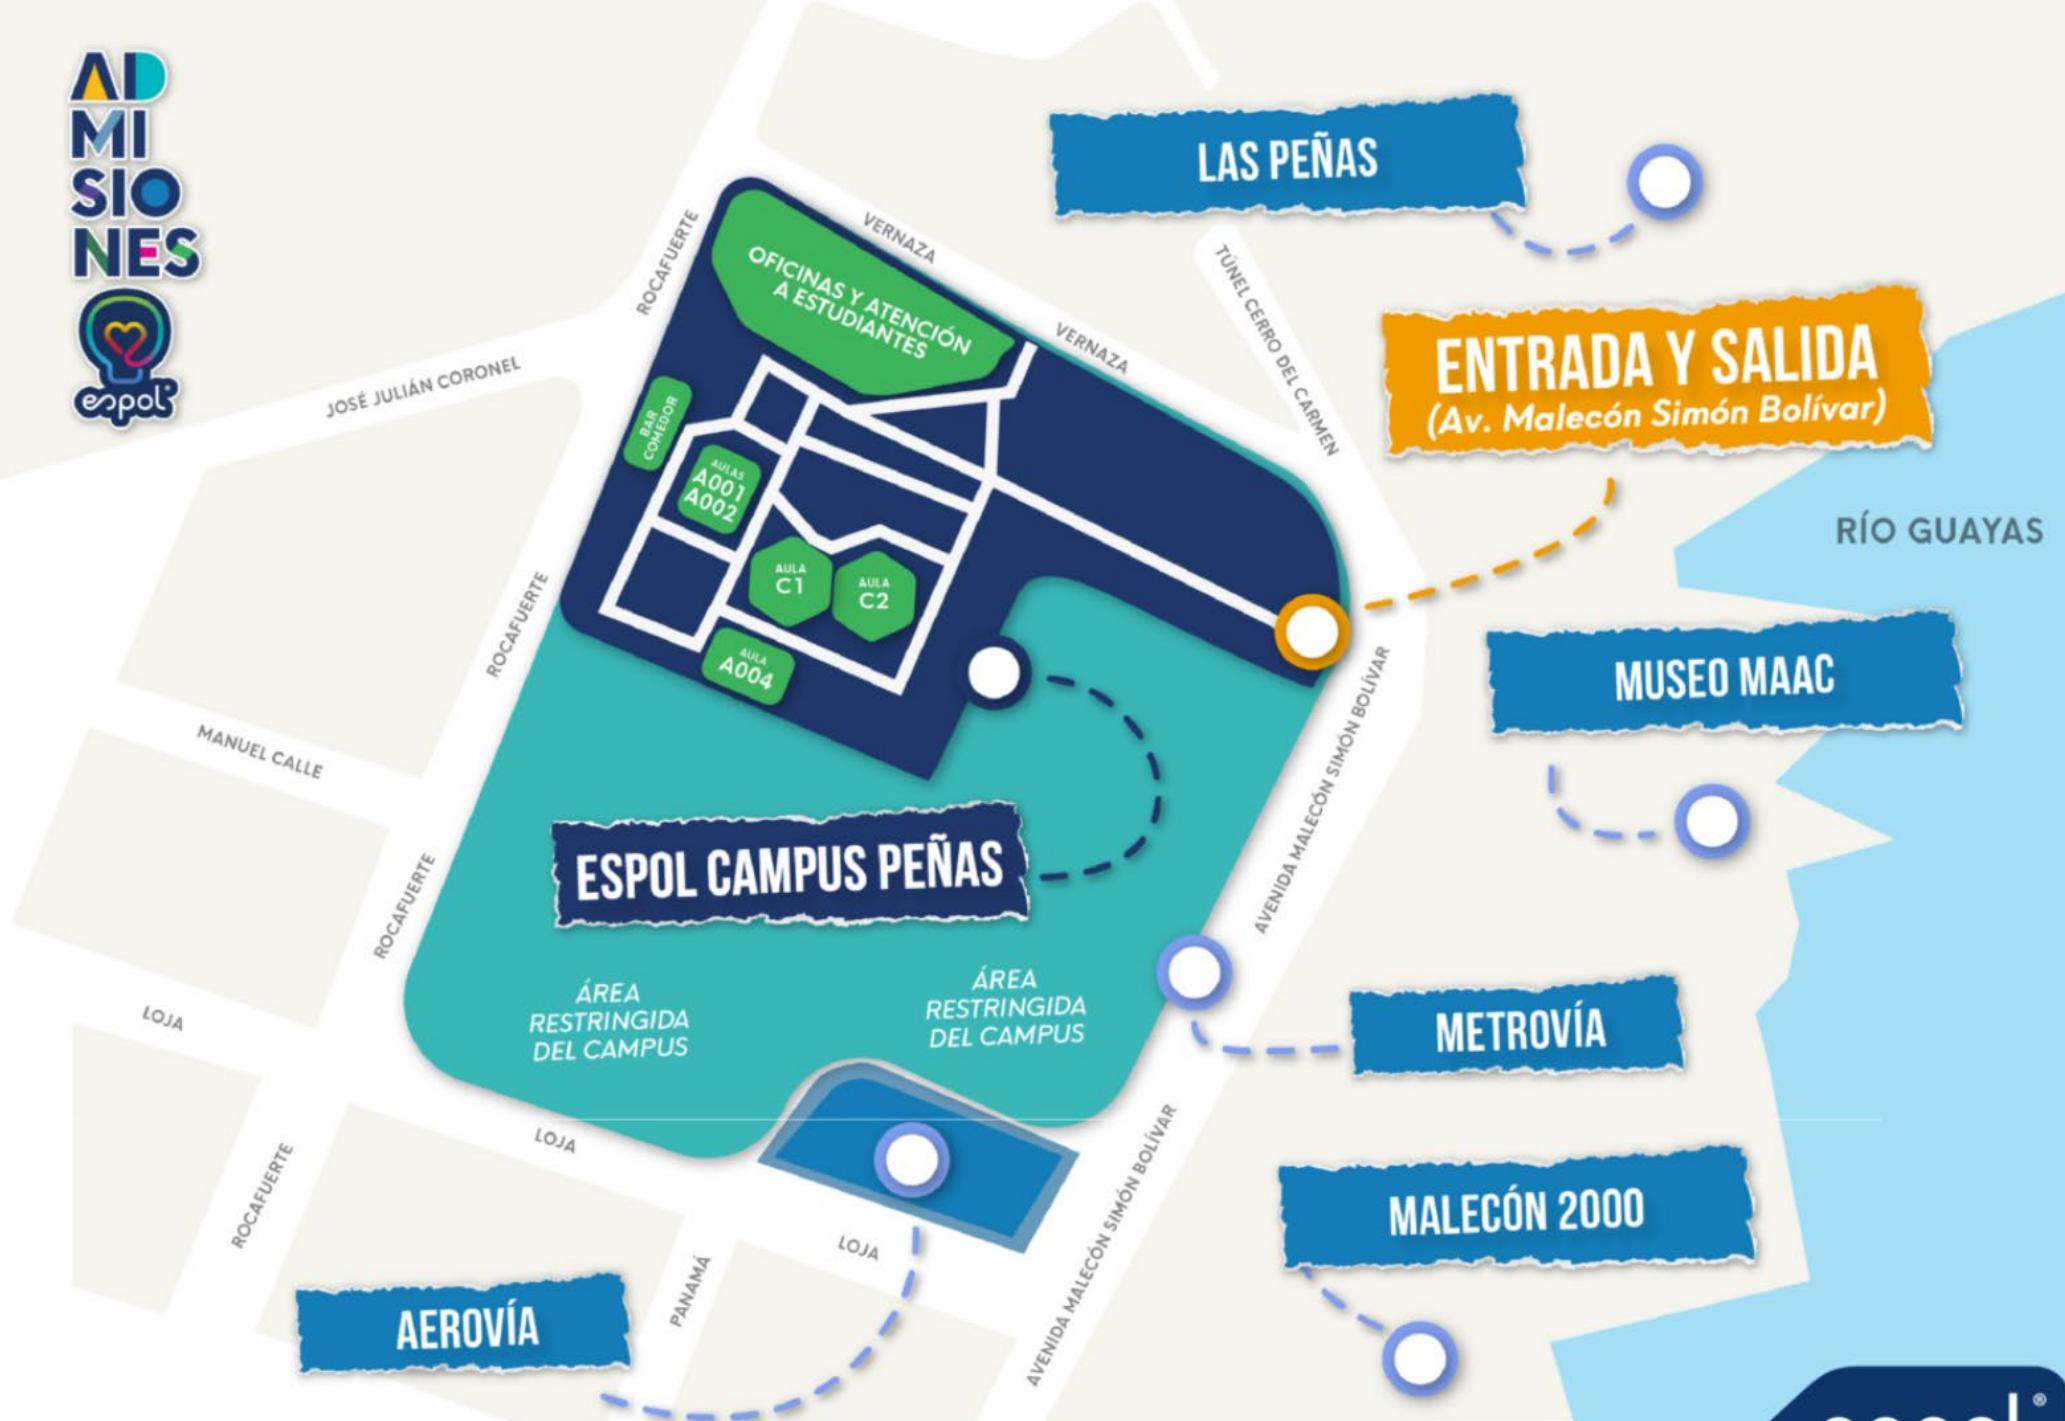 AD
MI
SIO
NES
espol
LAS PEÑAS
ROCAFUERTE
VERNAZA
TÚNEL CERRO DEL CARMEN
OFICINAS Y ATENCIÓN
A ESTUDIANTES
VERNAZA
ENTRADA Y SALIDA
(Av. Malecón Simón Bolívar)
JOSÉ JULIÁN CORONEL
BAR
COMEDOR
AULAS
A001
A002
RÍO GUAYAS
AULA
C1
AULA
C2
ROCAFUERTE
AULA
A004
MUSEO MAAC
AVENIDA MALECÓN SIMÓN BOLÍVAR
MANUEL CALLE
ESPOL CAMPUS PEÑAS
ROCAFUERTE
ÁREA
RESTRINGIDA
DEL CAMPUS
ÁREA
RESTRINGIDA
DEL CAMPUS
LOJA
METROVÍA
LOJA
ROCAFUERTE
AVENIDA MALECÓN SIMÓN BOLÍVAR
MALECÓN 2000
LOJA
PANAMÁ
AEROVÍA